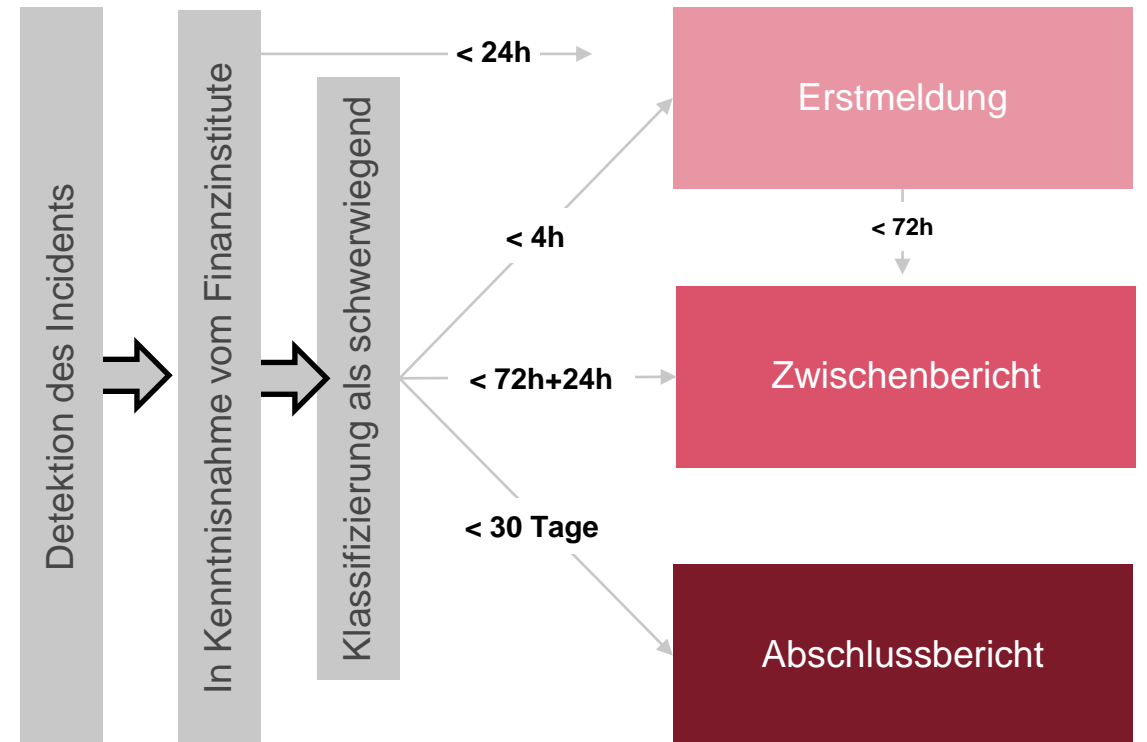 Detektion des Incidents
In Kenntnisnahme vom Finanzinstitute
Klassifizierung als schwerwiegend
< 24h
< 4h
< 72h+24h
< 30 Tage
Erstmeldung
< 72h
Zwischenbericht
Abschlussbericht